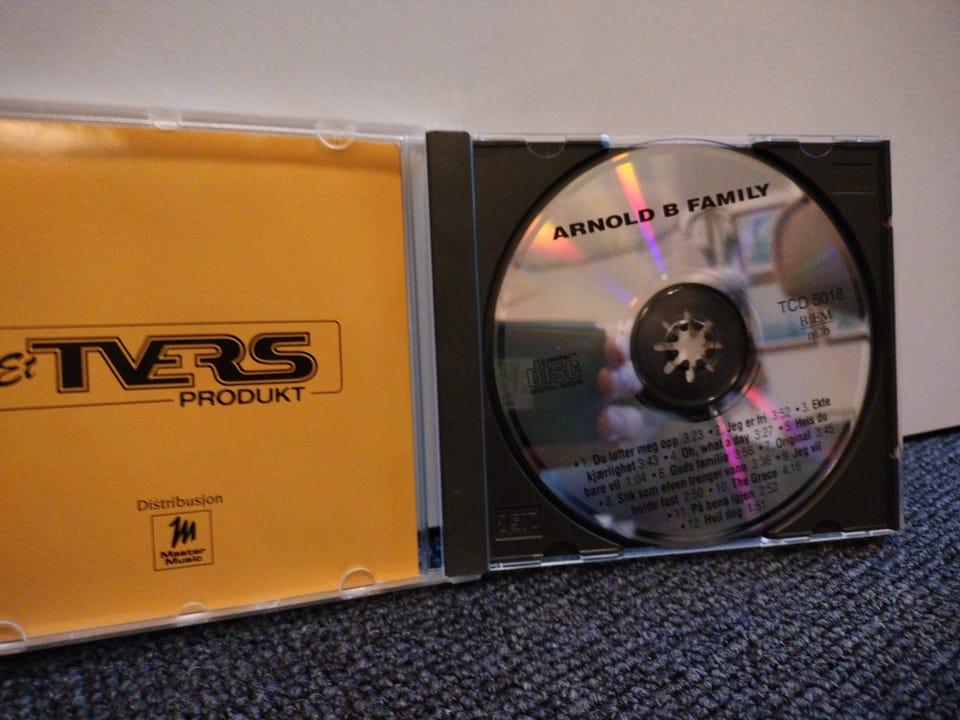 Et TVERS
PRODUKT
Distribusjon
M
Master
Music
ARNOLD B FAMILY
TCD 5018
BIEM
ncb
COMPACT
disc
DIGITAL AUDIO
• 1. Du løfter meg opp 3:23 • 2. Jeg er fri 3:52 • 3. Ekte
kjærlighet 3:43 • 4. Oh, what a day 3:27 • 5. Hvis du
bare vil 1:04 • 6. Guds familie 3:56 • 7. Original 3:45
• 8. Slik som elven trenger vann 3:36 • 9. Jeg vil
holde fast 2:50 • 10. The Grace 4:16
• 11. På bena igjen 2:52
• 12. Hvil deg 1:51